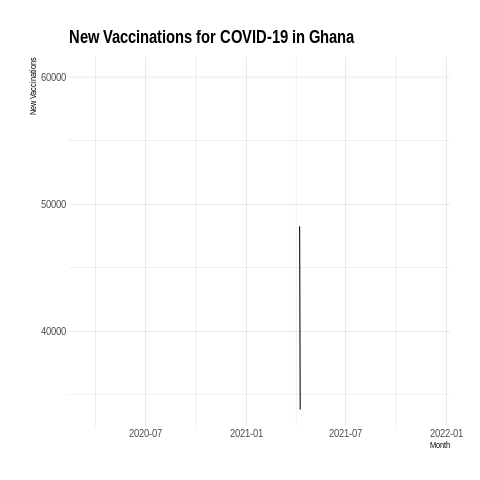 New Vaccinations for COVID-19 in Ghana
New Vaccinations
60000
50000
40000
2020-07 2021-01 2021-07 2022-01
Month